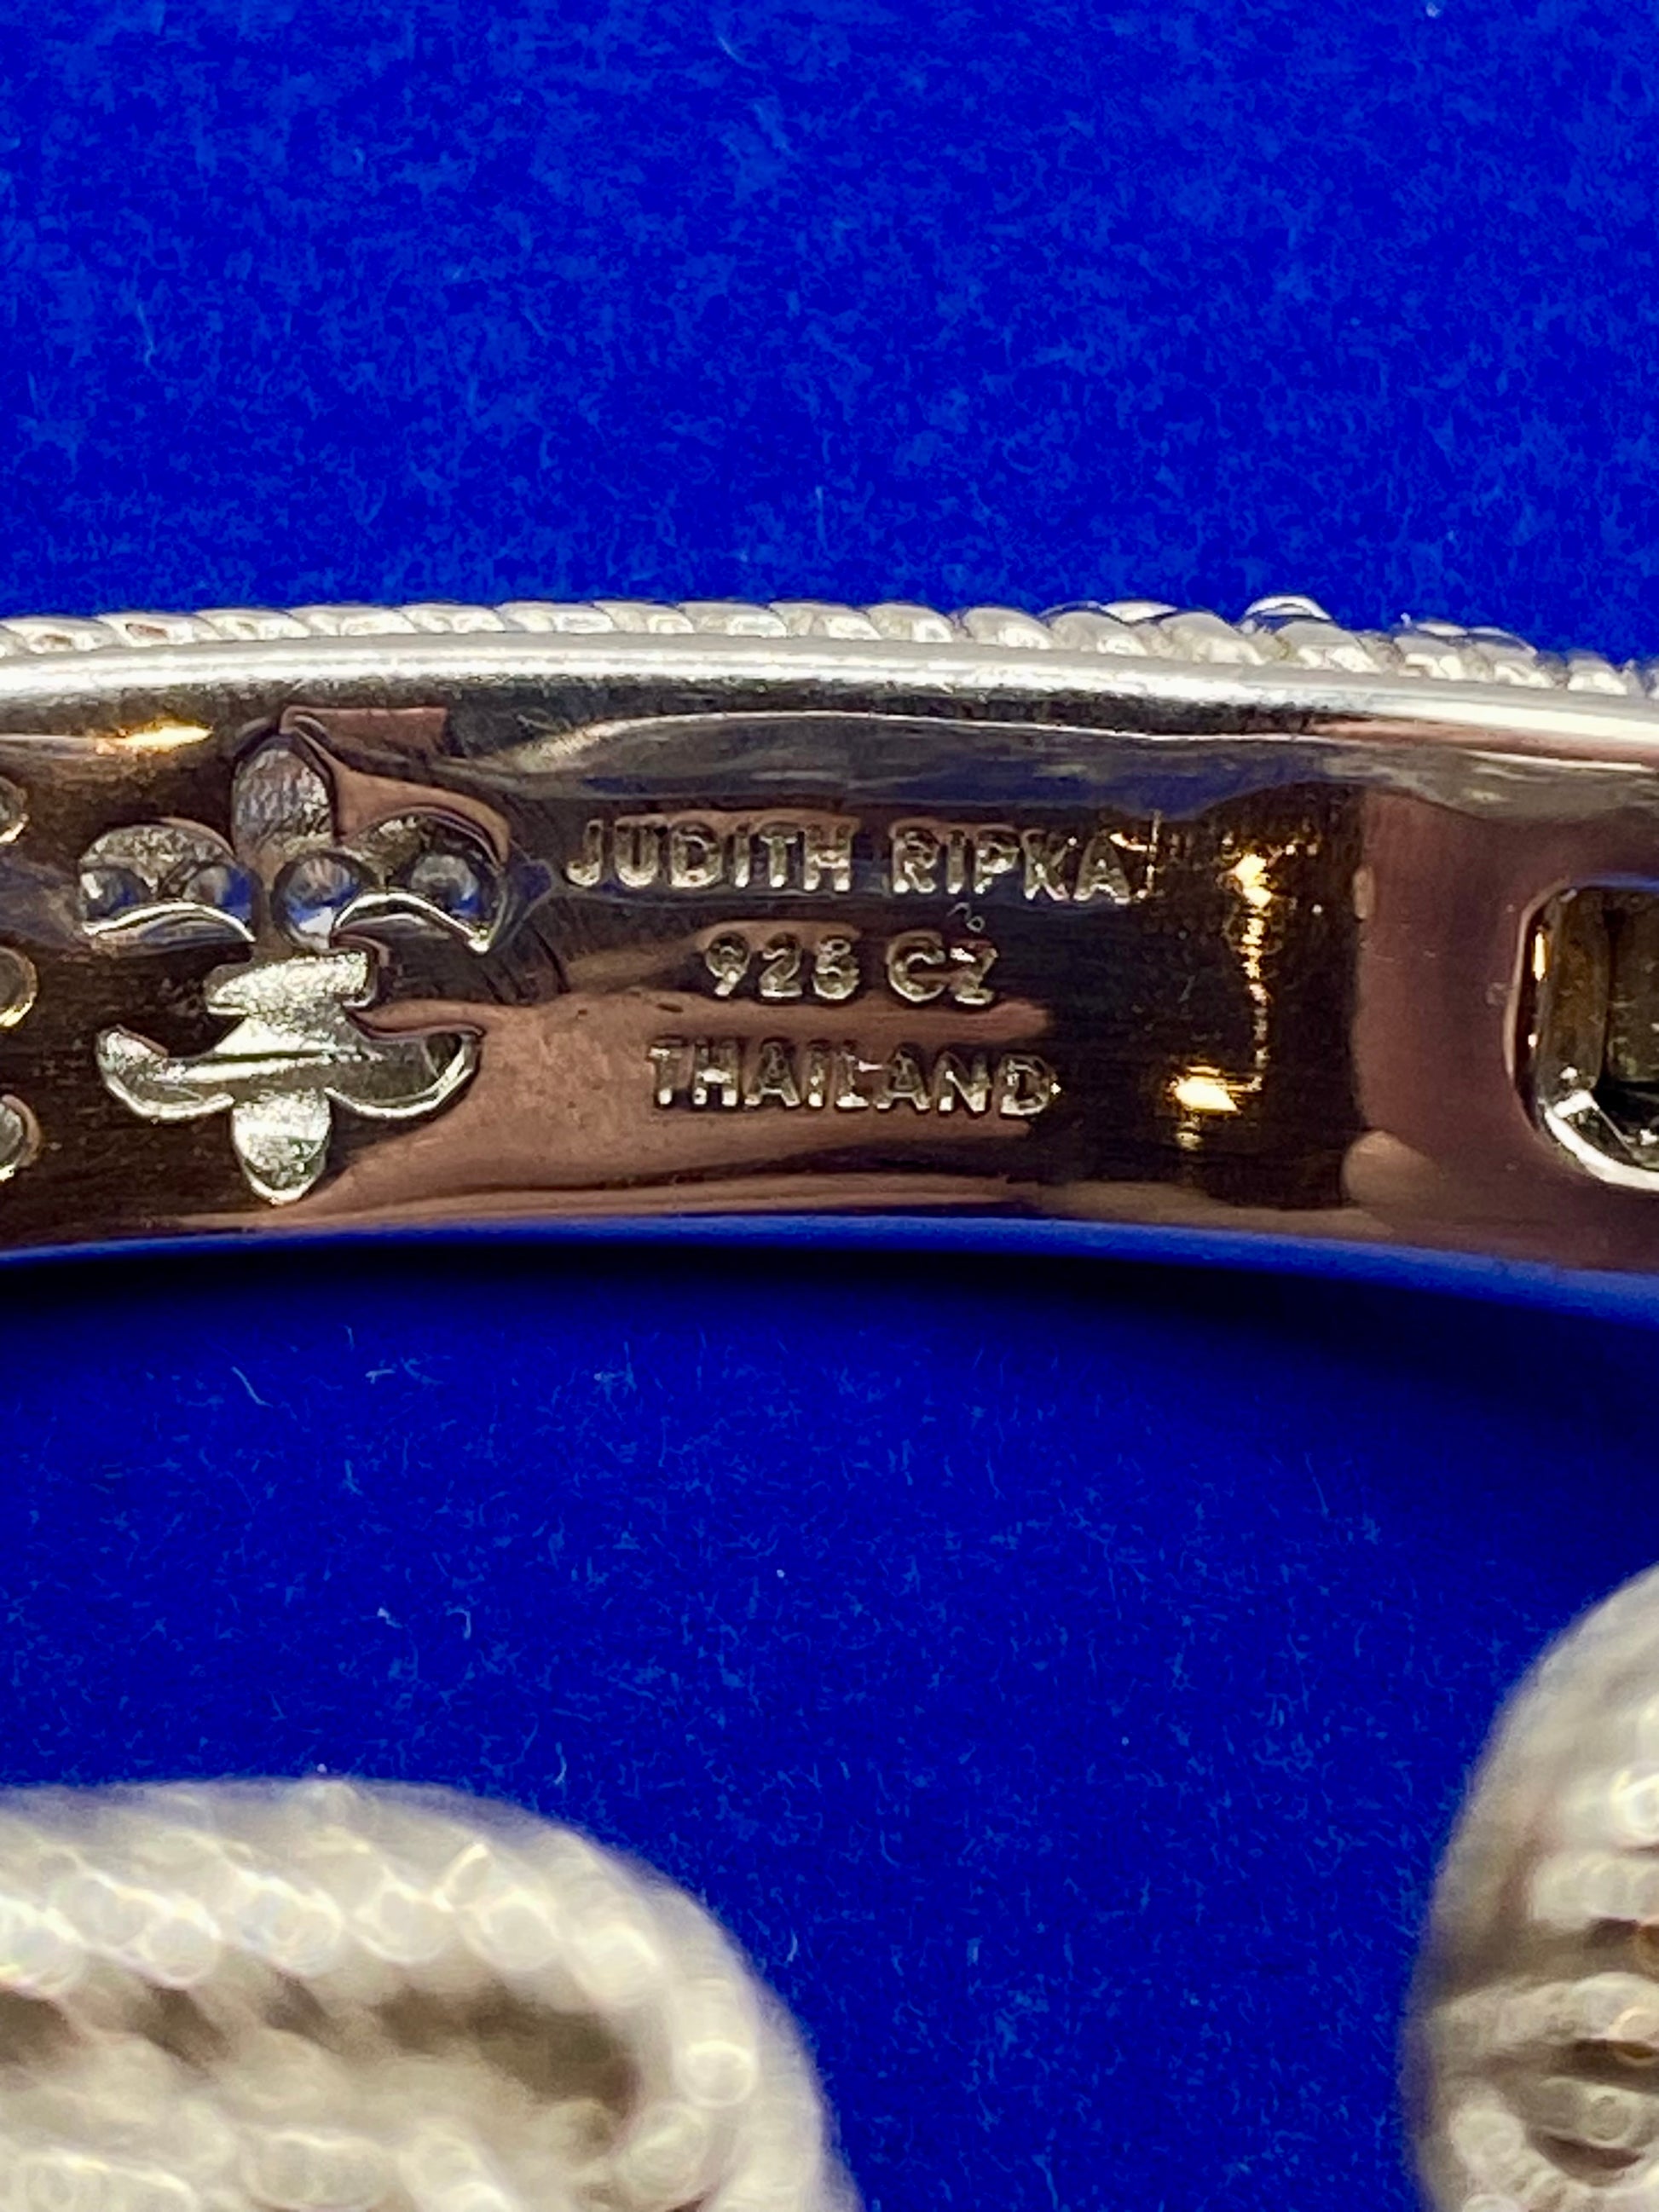 JUDITH RIPKA
925 CZ
THAILAND